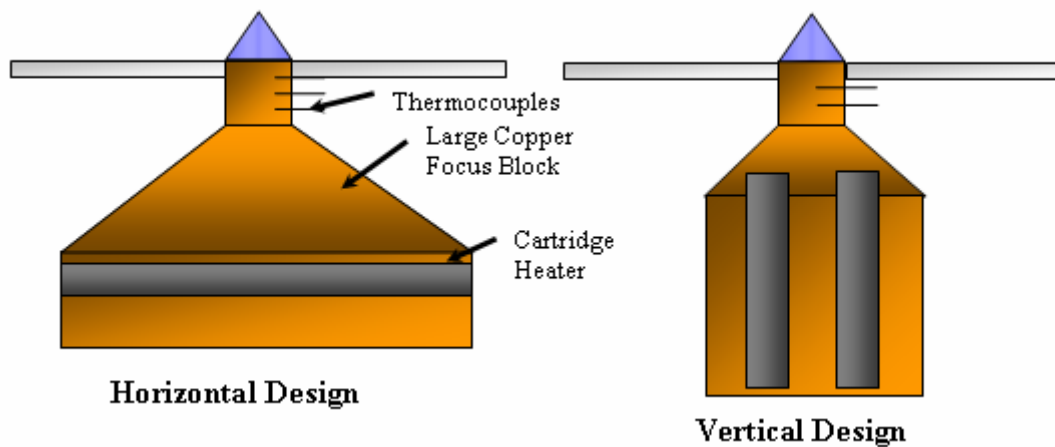 Thermocouples
Large Copper
Focus Block
Cartridge
Heater
Horizontal Design
Vertical Design